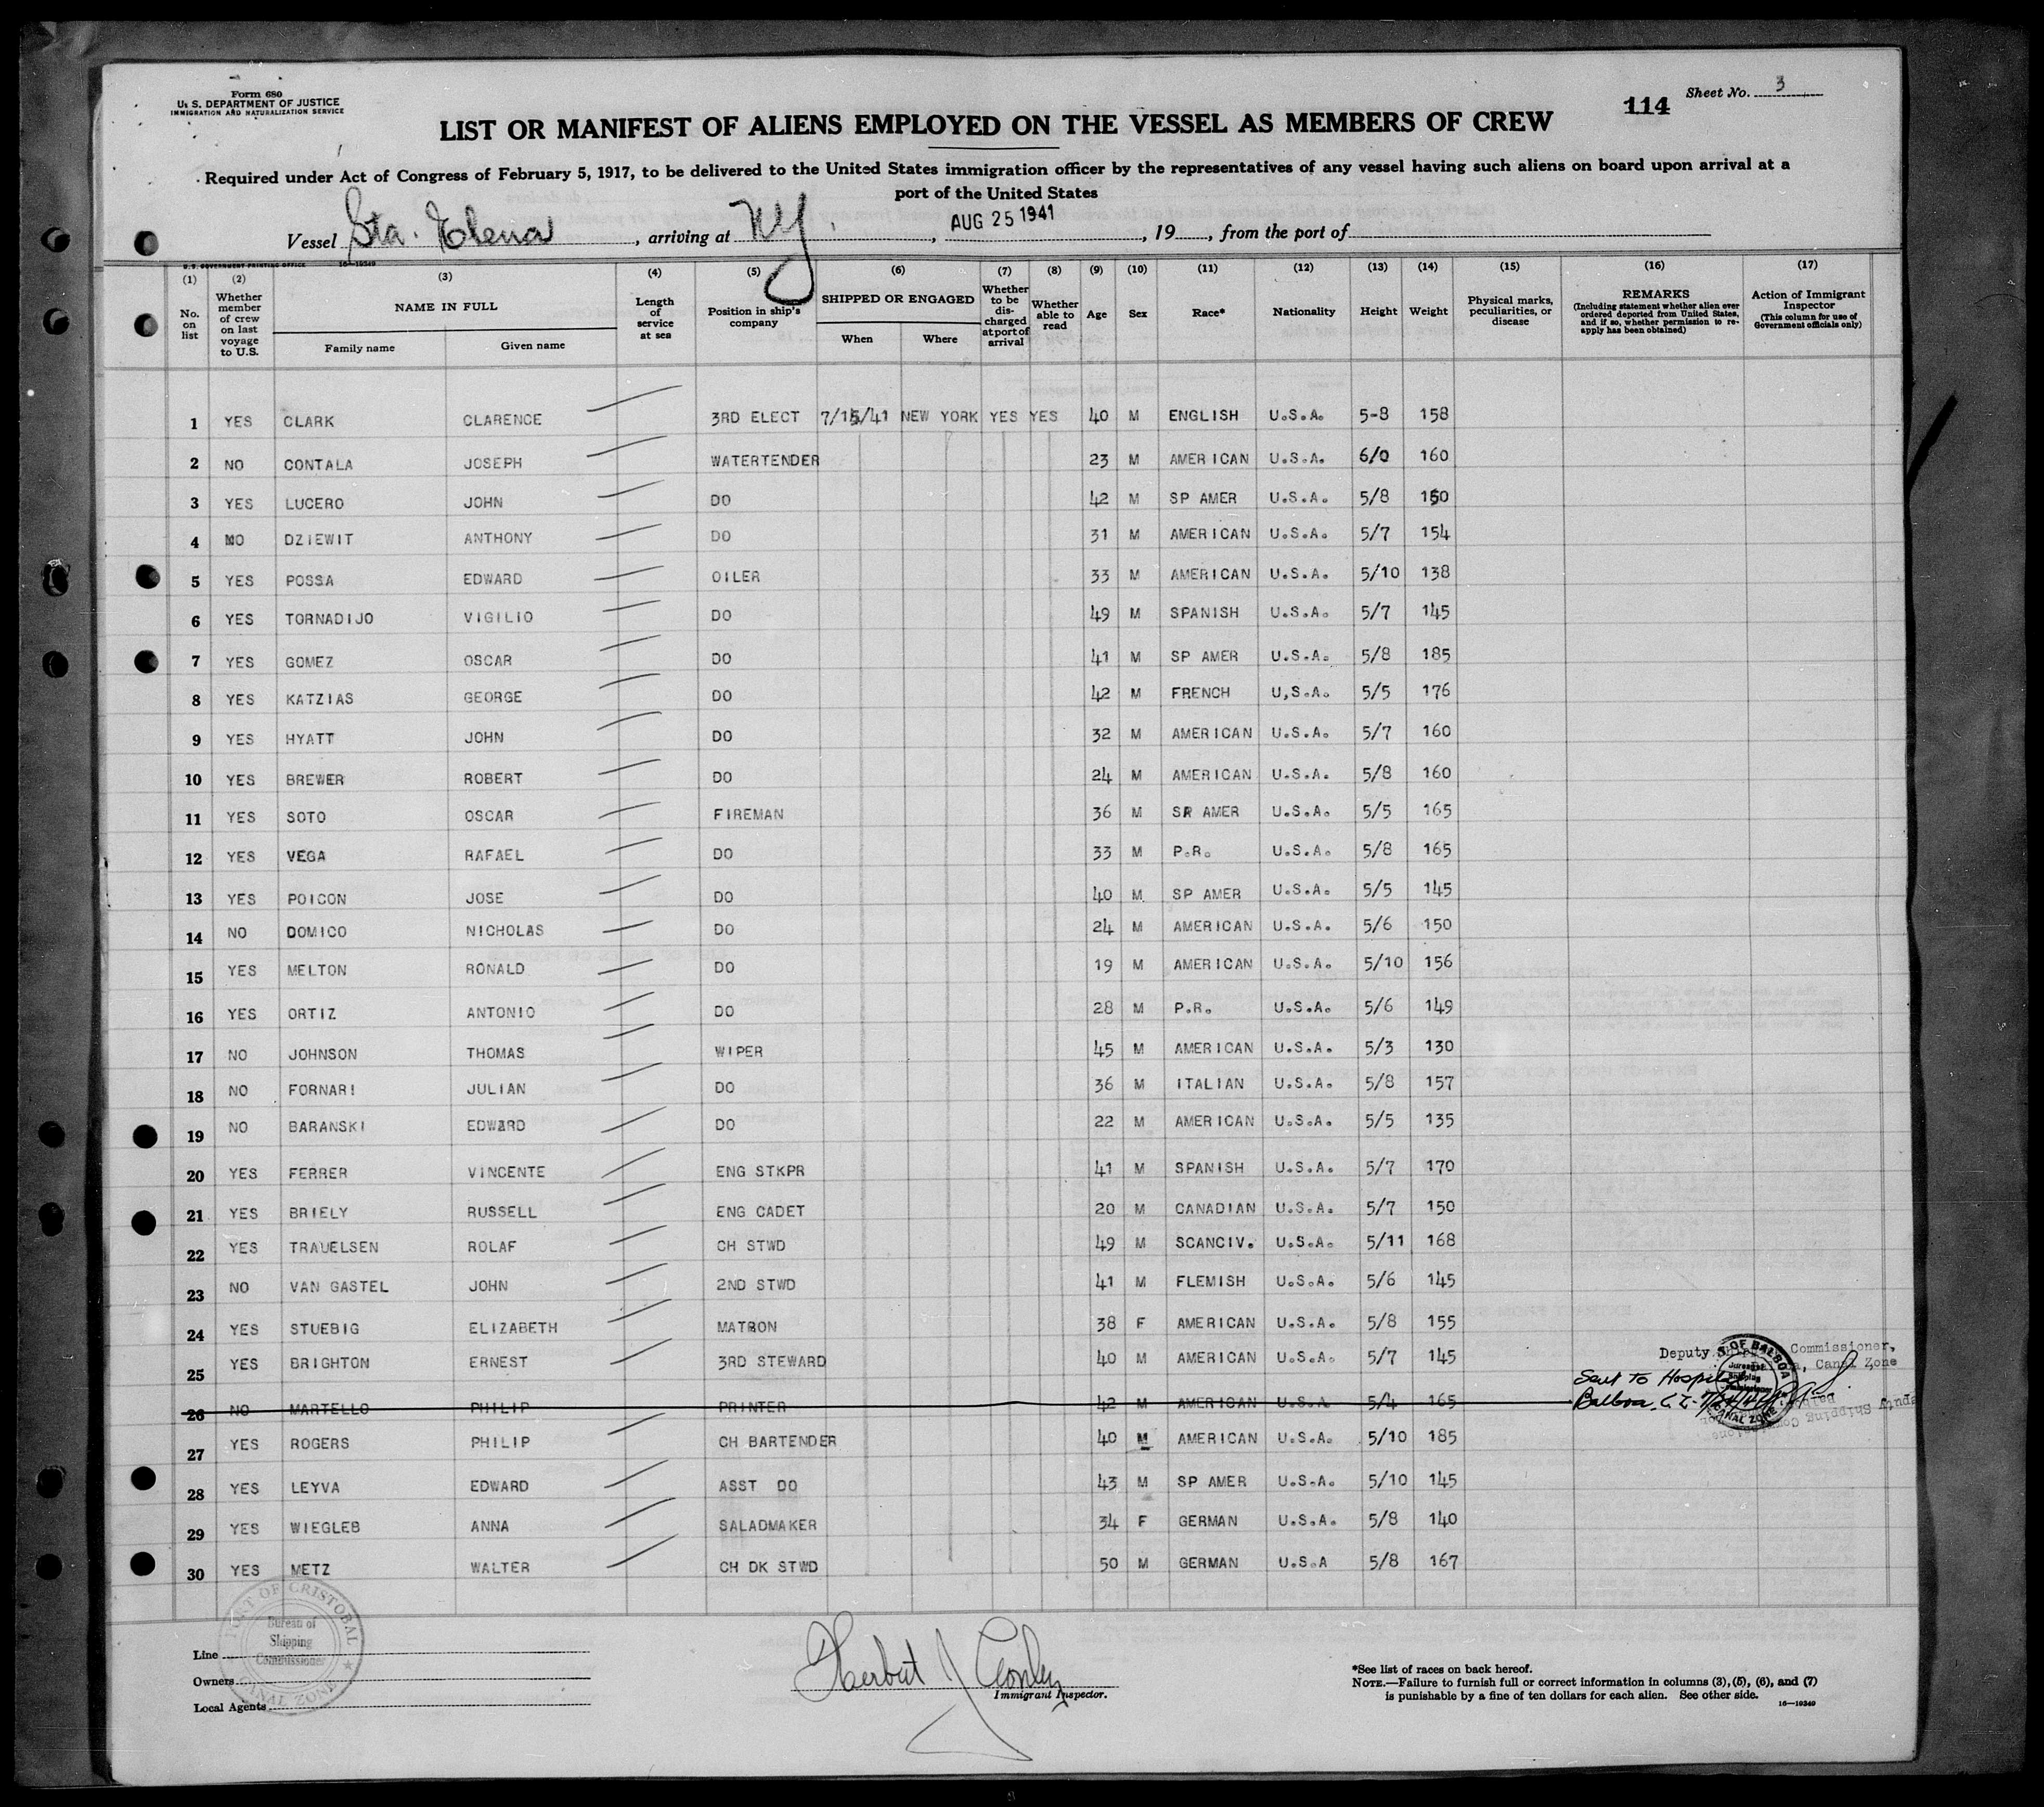 Form 680
U. S. DEPARTMENT OF JUSTICE
IMMIGRATION AND NATURALIZATION SERVICE
114
Sheet No. 3
LIST OR MANIFEST OF ALIENS EMPLOYED ON THE VESSEL AS MEMBERS OF CREW
Required under Act of Congress of February 5, 1917, to be delivered to the United States immigration officer by the representatives of any vessel having such aliens on board upon arrival at a
port of the United States
Vessel Sta. Elena, arriving at NY, AUG 25 1941, 19, from the port of
U.S. GOVERNMENT PRINTING OFFICE 16-19349
(1) No. on list
(2) Whether member of crew on last voyage to U.S.
(3) NAME IN FULL Family name Given name
(4) Length of service at sea
(5) Position in ship's company
(6) SHIPPED OR ENGAGED When Where
(7) Whether to be discharged at port of arrival
(8) Whether able to read
(9) Age
(10) Sex
(11) Race*
(12) Nationality
(13) Height
(14) Weight
(15) Physical marks, peculiarities, or disease
(16) REMARKS (Including statement whether alien ever ordered deported from United States, and if so, whether permission to reapply has been obtained)
(17) Action of Immigrant Inspector (This column for use of Government officials only)
1 YES CLARK CLARENCE 3RD ELECT 7/15/41 NEW YORK YES YES 40 M ENGLISH U.S.A. 5-8 158
2 NO CONTALA JOSEPH WATERTENDER 23 M AMERICAN U.S.A. 6/0 160
3 YES LUCERO JOHN DO 42 M SP AMER U.S.A. 5/8 150
4 NO DZIEWIT ANTHONY DO 31 M AMERICAN U.S.A. 5/7 154
5 YES POSSA EDWARD OILER 33 M AMERICAN U.S.A. 5/10 138
6 YES TORNADIJO VIGILIO DO 49 M SPANISH U.S.A. 5/7 145
7 YES GOMEZ OSCAR DO 41 M SP AMER U.S.A. 5/8 185
8 YES KATZIAS GEORGE DO 42 M FRENCH U,S.A. 5/5 176
9 YES HYATT JOHN DO 32 M AMERICAN U.S.A. 5/7 160
10 YES BREWER ROBERT DO 24 M AMERICAN U.S.A. 5/8 160
11 YES SOTO OSCAR FIREMAN 36 M SP AMER U.S.A. 5/5 165
12 YES VEGA RAFAEL DO 33 M P.R. U.S.A. 5/8 165
13 YES POICON JOSE DO 40 M SP AMER U.S.A. 5/5 145
14 NO DOMICO NICHOLAS DO 24 M AMERICAN U.S.A. 5/6 150
15 YES MELTON RONALD DO 19 M AMERICAN U.S.A. 5/10 156
16 YES ORTIZ ANTONIO DO 28 M P.R. U.S.A. 5/6 149
17 NO JOHNSON THOMAS WIPER 45 M AMERICAN U.S.A. 5/3 130
18 NO FORNARI JULIAN DO 36 M ITALIAN U.S.A. 5/8 157
19 NO BARANSKI EDWARD DO 22 M AMERICAN U.S.A. 5/5 135
20 YES FERRER VINCENTE ENG STKPR 41 M SPANISH U.S.A. 5/7 170
21 YES BRIELY RUSSELL ENG CADET 20 M CANADIAN U.S.A. 5/7 150
22 YES TRAUELSEN ROLAF CH STWD 49 M SCANCIV. U.S.A. 5/11 168
23 NO VAN GASTEL JOHN 2ND STWD 41 M FLEMISH U.S.A. 5/6 145
24 YES STUEBIG ELIZABETH MATRON 38 F AMERICAN U.S.A. 5/8 155
25 YES BRIGHTON ERNEST 3RD STEWARD 40 M AMERICAN U.S.A. 5/7 145
Deputy Commissioner,
Canal Zone
Sent To Hospital
26 NO MARTELLO PHILIP PRINTER 42 M AMERICAN U.S.A. 5/4 165 Balboa, C.Z.
27 YES ROGERS PHILIP CH BARTENDER 40 M AMERICAN U.S.A. 5/10 185
28 YES LEYVA EDWARD ASST DO 43 M SP AMER U.S.A. 5/10 145
29 YES WIEGLEB ANNA SALADMAKER 34 F GERMAN U.S.A. 5/8 140
30 YES METZ WALTER CH DK STWD 50 M GERMAN U.S.A 5/8 167
PORT OF CRISTOBAL
Bureau of
Shipping
Commissioner
CANAL ZONE
Line
Owners
Local Agents
Herbert J Conley
Immigrant Inspector.
*See list of races on back hereof.
NOTE.—Failure to furnish full or correct information in columns (3), (5), (6), and (7)
is punishable by a fine of ten dollars for each alien. See other side.
16-19349